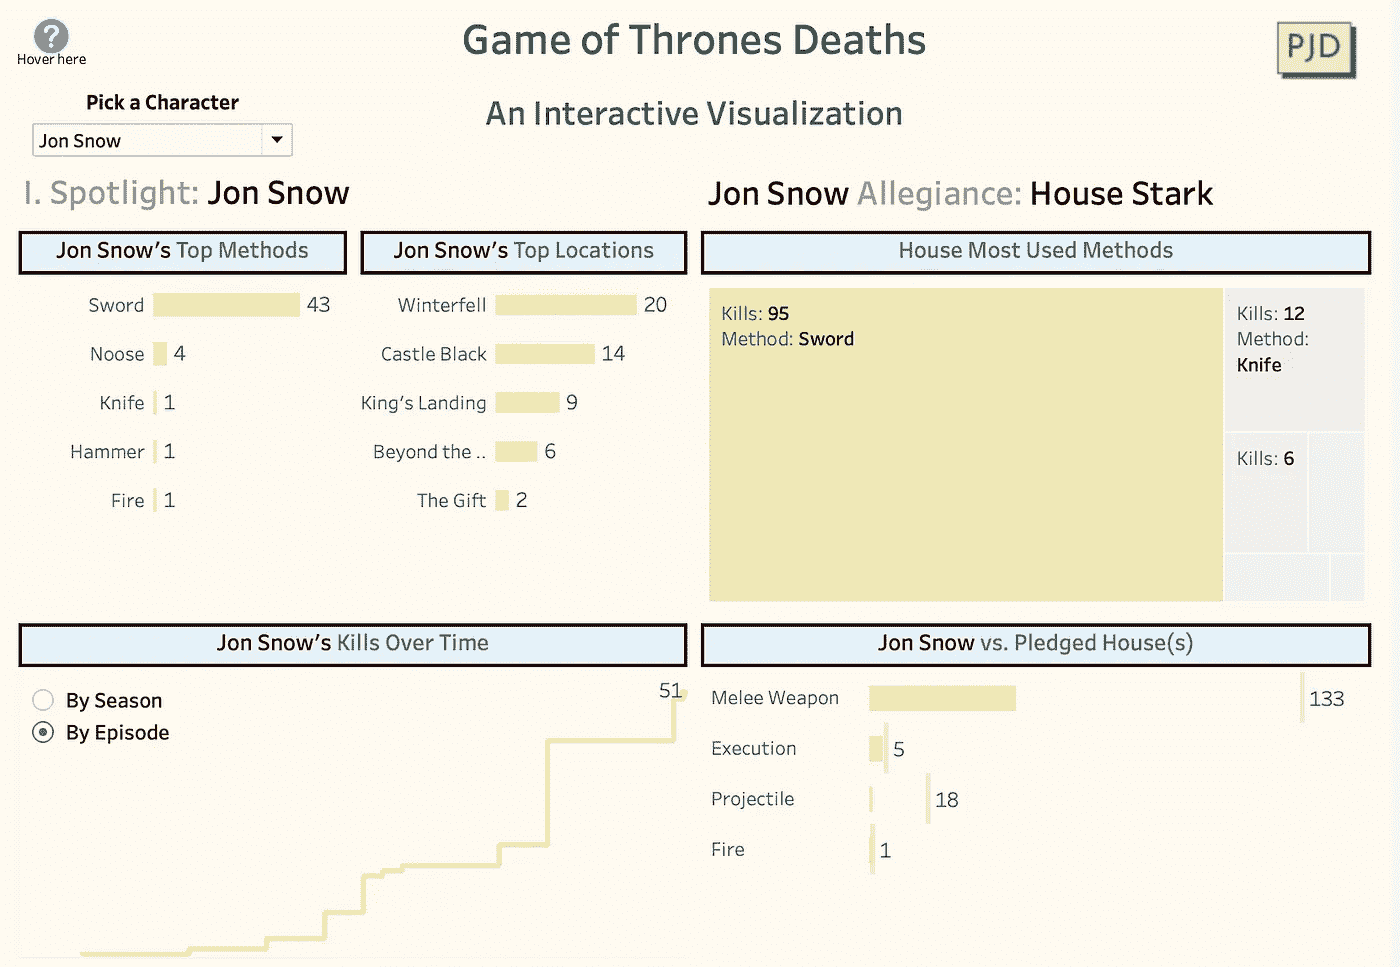 Game of Thrones Deaths
PJD
?
Hover here
Pick a Character
An Interactive Visualization
Jon Snow
I. Spotlight: Jon Snow
Jon Snow Allegiance: House Stark
Jon Snow's Top Methods
Sword 43
Noose 4
Knife 1
Hammer 1
Fire 1
Jon Snow's Top Locations
Winterfell 20
Castle Black 14
King's Landing 9
Beyond the .. 6
The Gift 2
House Most Used Methods
Kills: 95
Method: Sword
Kills: 12
Method:
Knife
Kills: 6
Jon Snow's Kills Over Time
By Season
By Episode
51
Jon Snow vs. Pledged House(s)
Melee Weapon 133
Execution 5
Projectile 18
Fire 1